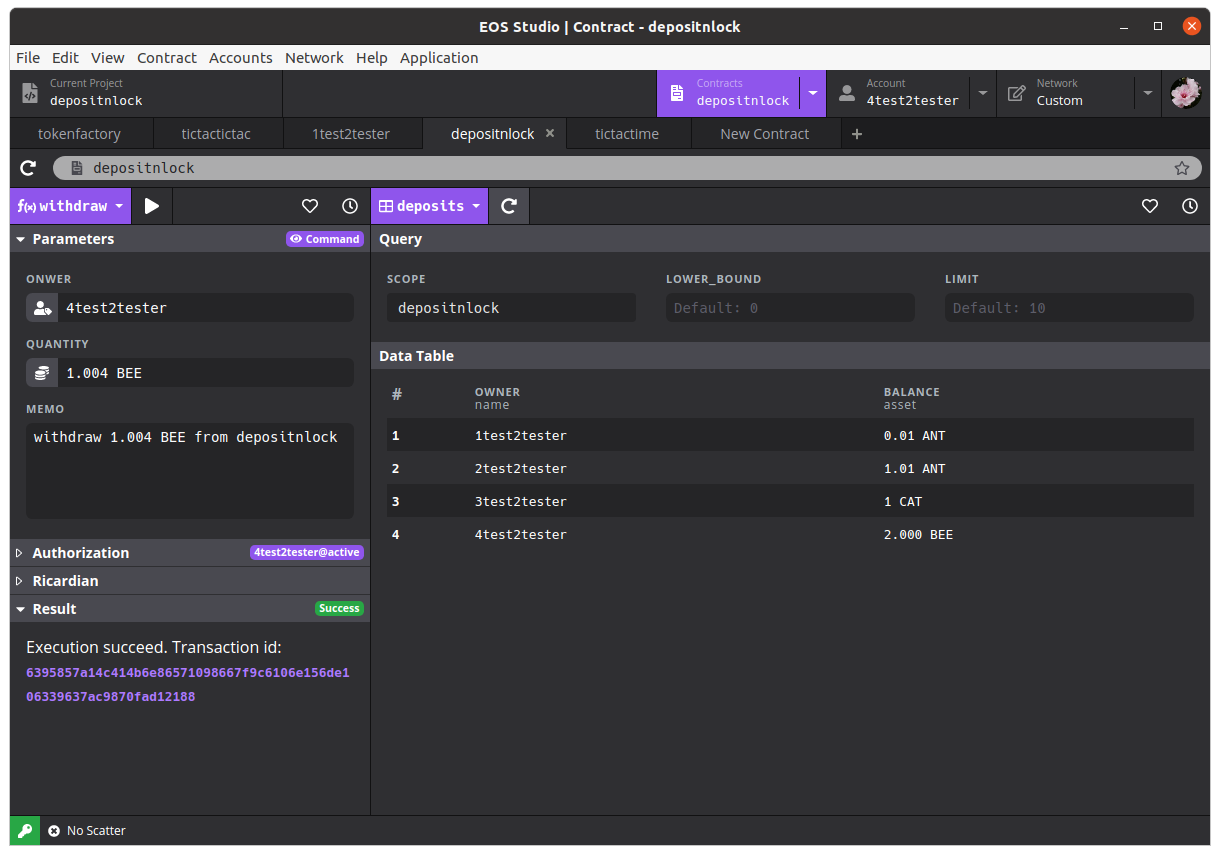 EOS Studio | Contract - depositnlock
File Edit View Contract Accounts Network Help Application
Current Project
depositnlock
Contracts
depositnlock
Account
4test2tester
Network
Custom
tokenfactory tictactictac 1test2tester depositnlock × tictactime New Contract +
depositnlock
f(x) withdraw
deposits
Parameters
Command
ONWER
4test2tester
QUANTITY
1.004 BEE
MEMO
withdraw 1.004 BEE from depositnlock
Authorization
4test2tester@active
Ricardian
Result
Success
Execution succeed. Transaction id:
6395857a14c414b6e86571098667f9c6106e156de1
06339637ac9870fad12188
Query
SCOPE LOWER_BOUND LIMIT
depositnlock Default: 0 Default: 10
Data Table
# OWNER BALANCE
name asset
1 1test2tester 0.01 ANT
2 2test2tester 1.01 ANT
3 3test2tester 1 CAT
4 4test2tester 2.000 BEE
No Scatter